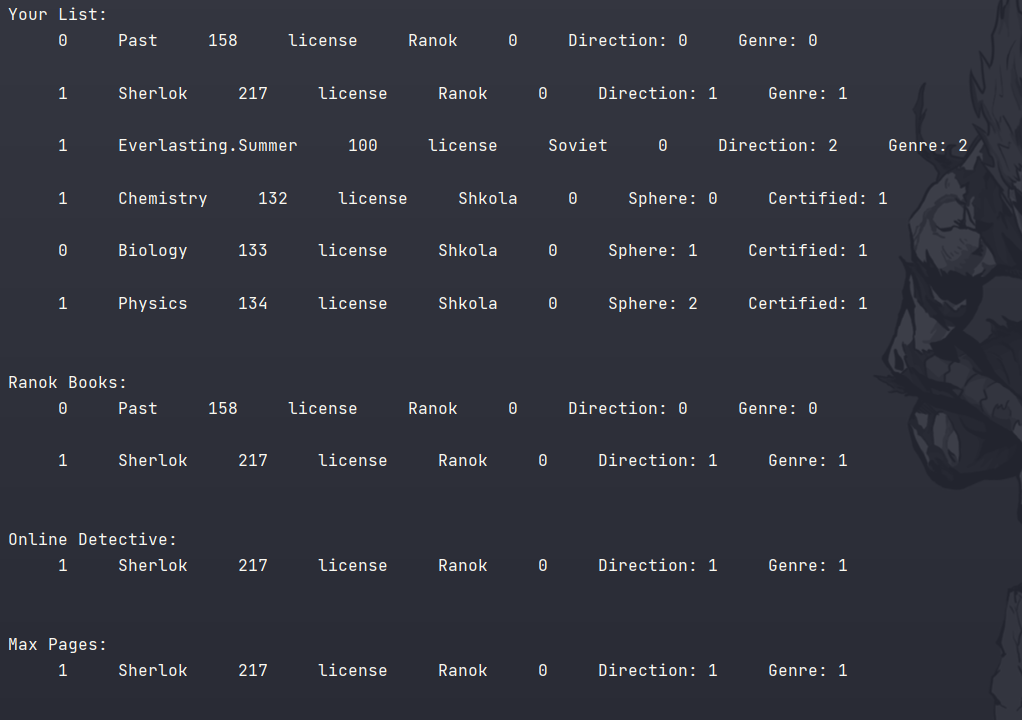 Your List:
0 Past 158 license Ranok 0 Direction: 0 Genre: 0
1 Sherlok 217 license Ranok 0 Direction: 1 Genre: 1
1 Everlasting.Summer 100 license Soviet 0 Direction: 2 Genre: 2
1 Chemistry 132 license Shkola 0 Sphere: 0 Certified: 1
0 Biology 133 license Shkola 0 Sphere: 1 Certified: 1
1 Physics 134 license Shkola 0 Sphere: 2 Certified: 1
Ranok Books:
0 Past 158 license Ranok 0 Direction: 0 Genre: 0
1 Sherlok 217 license Ranok 0 Direction: 1 Genre: 1
Online Detective:
1 Sherlok 217 license Ranok 0 Direction: 1 Genre: 1
Max Pages:
1 Sherlok 217 license Ranok 0 Direction: 1 Genre: 1